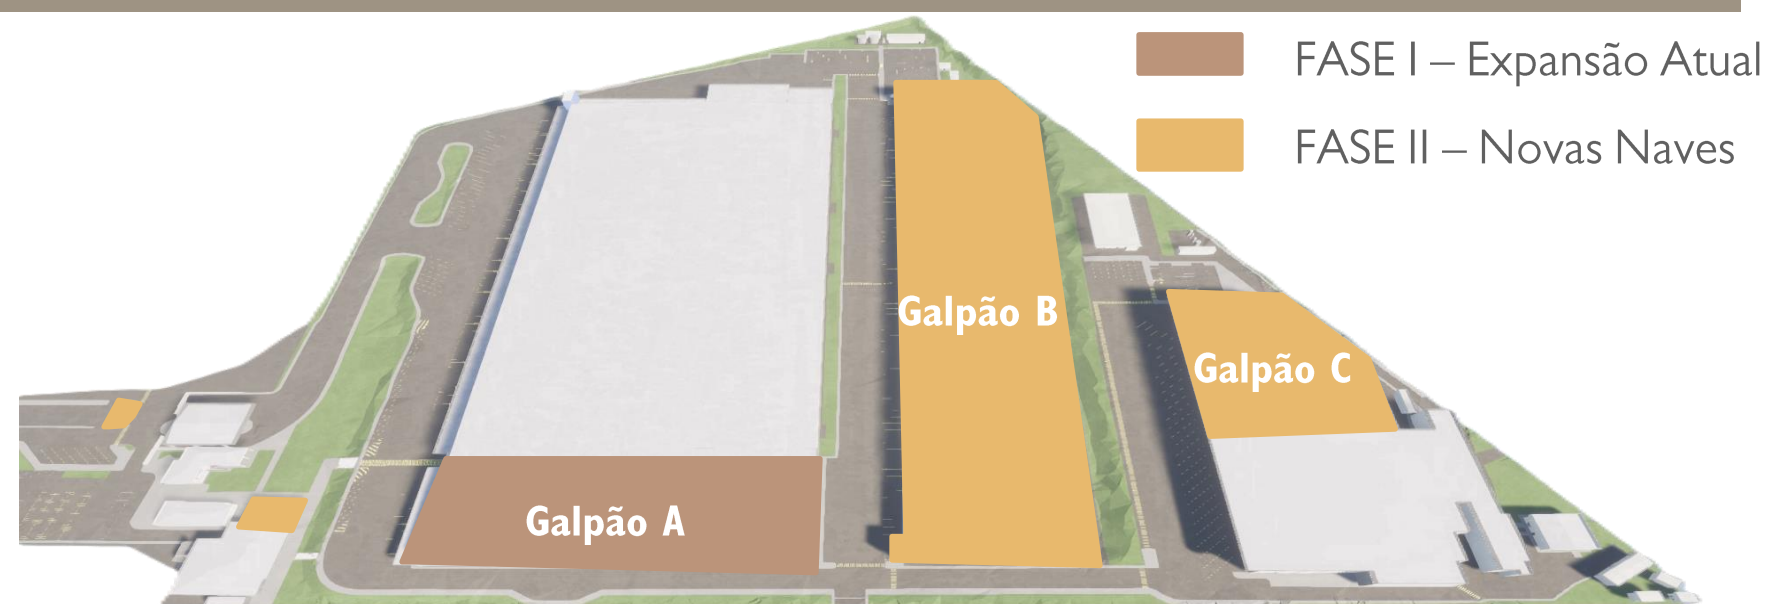 FASE I – Expansão Atual
FASE II – Novas Naves
Galpão B
Galpão C
Galpão A